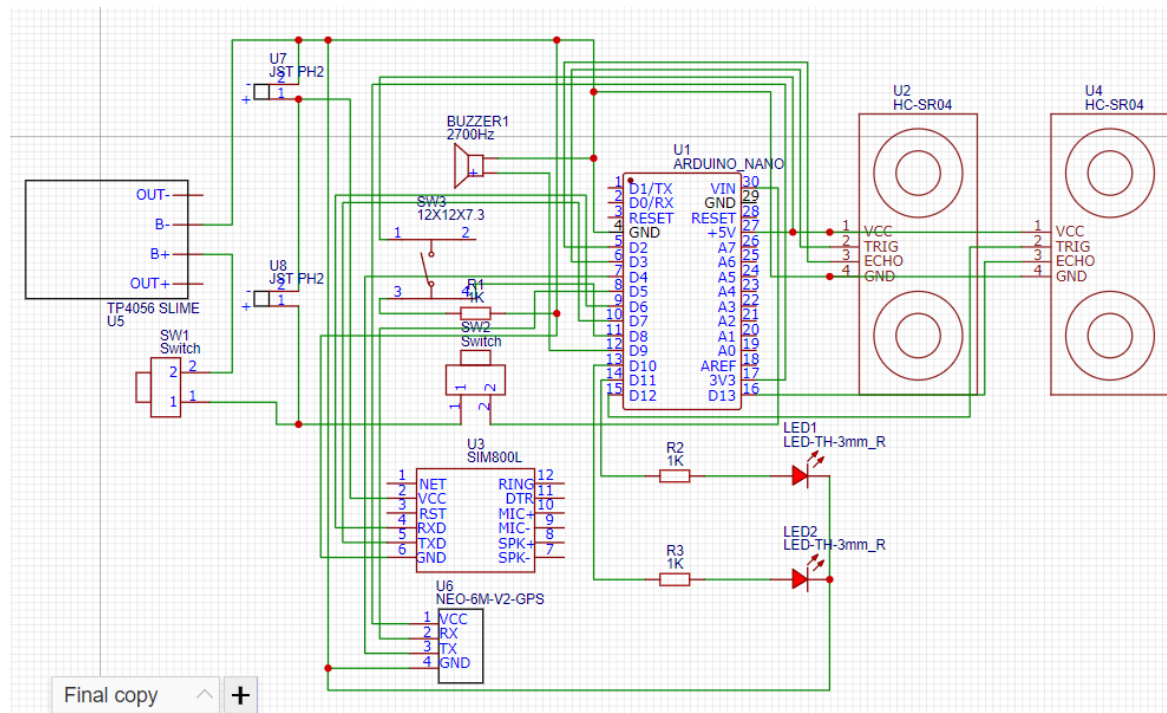 U7
JST PH2
- 2
+ 1
BUZZER1
2700Hz
+
U2
HC-SR04
U4
HC-SR04
U1
ARDUINO_NANO
1 D1/TX VIN 30
2 D0/RX GND 29
3 RESET RESET 28
4 GND +5V 27
5 D2 A7 26
6 D3 A6 25
7 D4 A5 24
8 D5 A4 23
9 D6 A3 22
10 D7 A2 21
11 D8 A1 20
12 D9 A0 19
13 D10 AREF 18
14 D11 3V3 17
15 D12 D13 16
1 VCC
2 TRIG
3 ECHO
4 GND
1 VCC
2 TRIG
3 ECHO
4 GND
OUT-
B-
B+
OUT+
TP4056 SLIME
U5
SW3
12X12X7.3
1 2
3 4
U8
JST PH2
- 2
+ 1
R1
1K
SW2
Switch
1 2
1 2
SW1
Switch
2 2
1 1
U3
SIM800L
1 NET RING 12
2 VCC DTR 11
3 RST MIC+ 10
4 RXD MIC- 9
5 TXD SPK+ 8
6 GND SPK- 7
R2
1K
LED1
LED-TH-3mm_R
R3
1K
LED2
LED-TH-3mm_R
U6
NEO-6M-V2-GPS
1 VCC
2 RX
3 TX
4 GND
Final copy +